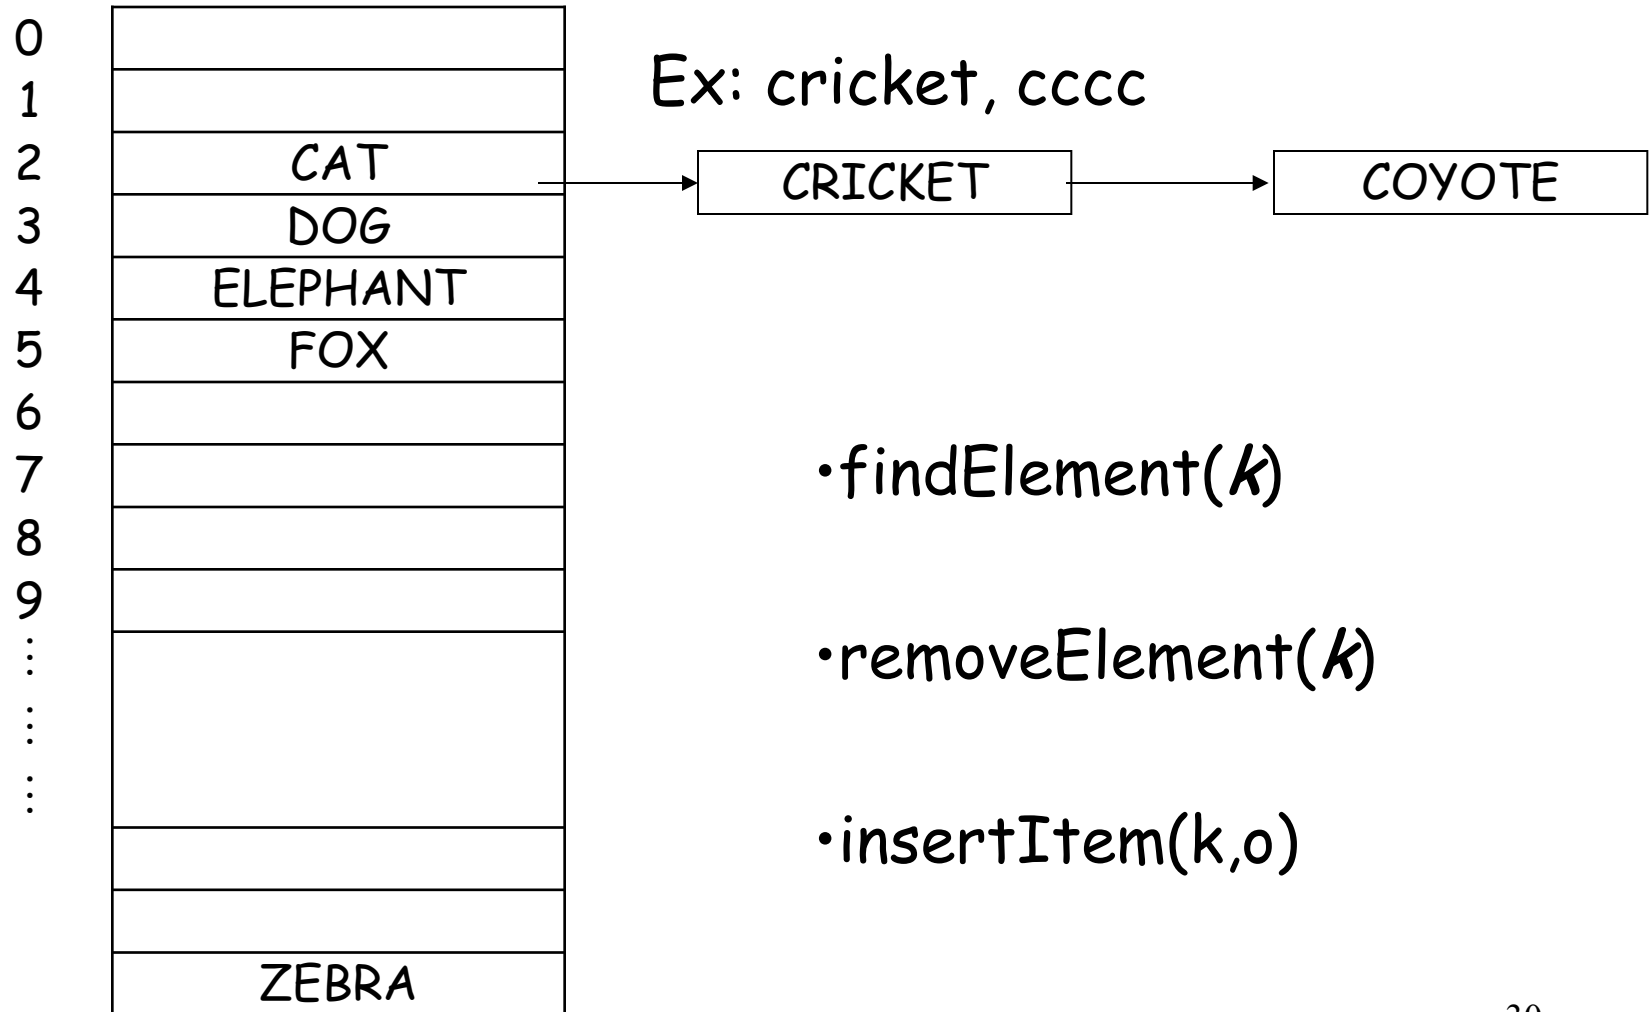 0
1
2
3
4
5
6
7
8
9
⋮
⋮
⋮
CAT
DOG
ELEPHANT
FOX
ZEBRA
Ex: cricket, cccc
CRICKET
COYOTE
•findElement(k)
•removeElement(k)
•insertItem(k,o)